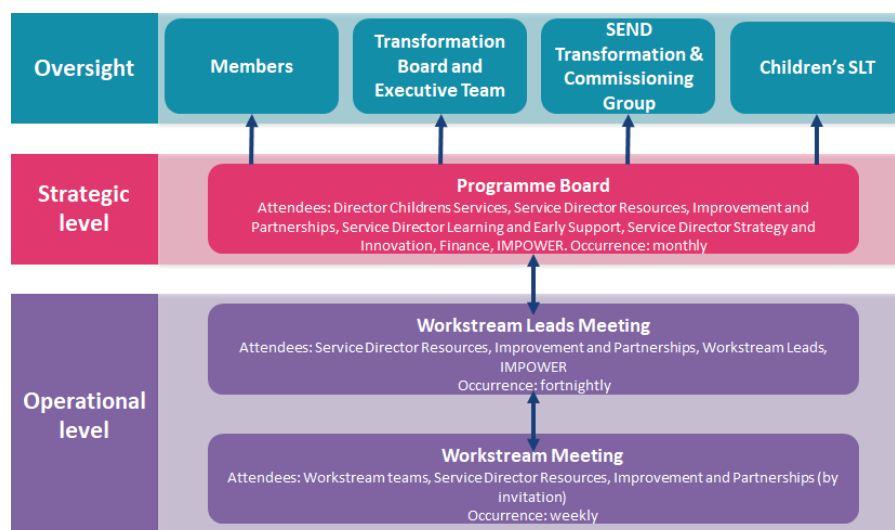 Oversight
Members
Transformation
Board and
Executive Team
SEND
Transformation &
Commissioning
Group
Children's SLT
Strategic
level
Programme Board
Attendees: Director Childrens Services, Service Director Resources, Improvement and
Partnerships, Service Director Learning and Early Support, Service Director Strategy and
Innovation, Finance, IMPOWER. Occurrence: monthly
Operational
level
Workstream Leads Meeting
Attendees: Service Director Resources, Improvement and Partnerships, Workstream Leads,
IMPOWER
Occurrence: fortnightly
Workstream Meeting
Attendees: Workstream teams, Service Director Resources, Improvement and Partnerships (by
invitation)
Occurrence: weekly